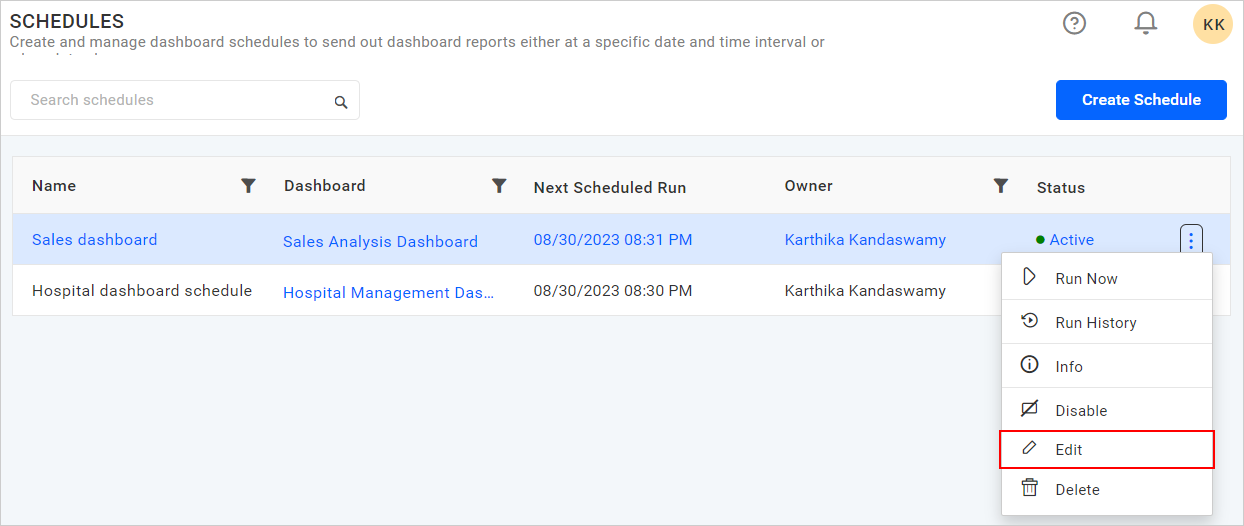 SCHEDULES
Create and manage dashboard schedules to send out dashboard reports either at a specific date and time interval or
KK
Search schedules
Create Schedule
Name Dashboard Next Scheduled Run Owner Status
Sales dashboard Sales Analysis Dashboard 08/30/2023 08:31 PM Karthika Kandaswamy Active
Hospital dashboard schedule Hospital Management Das... 08/30/2023 08:30 PM Karthika Kandaswamy
Run Now
Run History
Info
Disable
Edit
Delete